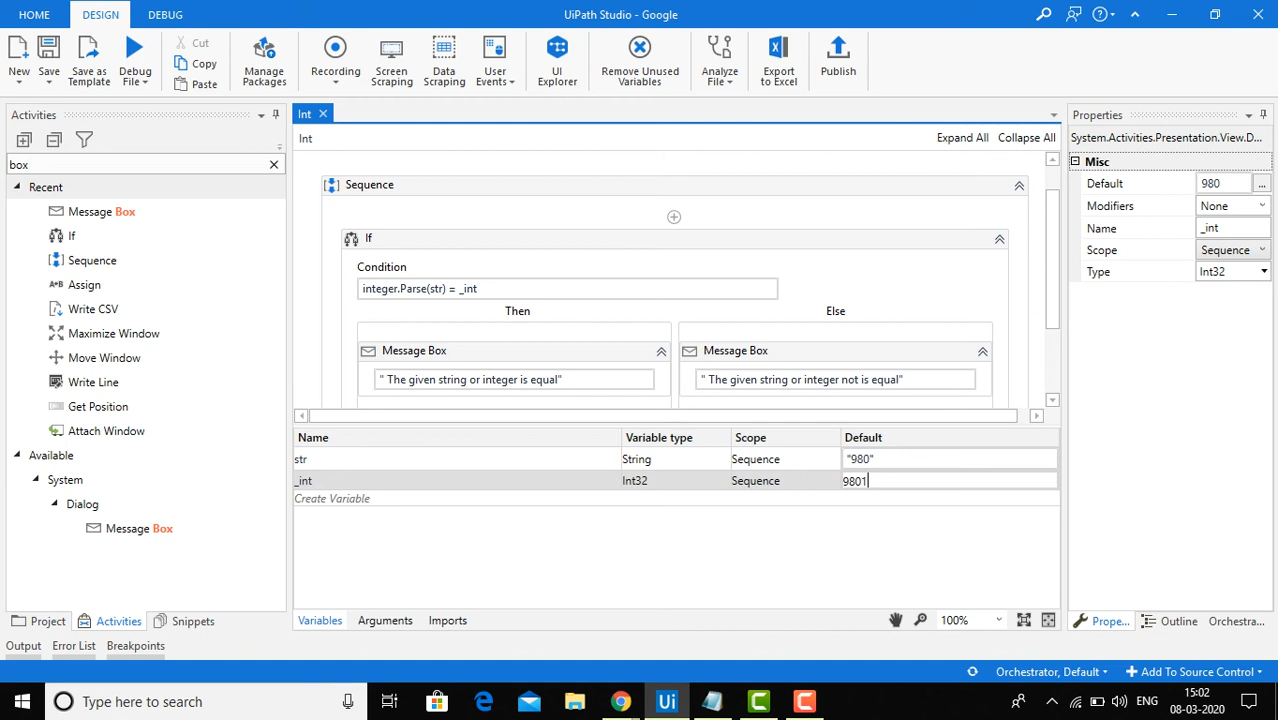 HOME DESIGN DEBUG UiPath Studio - Google
New Save Save as Template Debug File Cut Copy Paste Manage Packages Recording Screen Scraping Data Scraping User Events UI Explorer Remove Unused Variables Analyze File Export to Excel Publish
Activities
box
Recent
Message Box
If
Sequence
Assign
Write CSV
Maximize Window
Move Window
Write Line
Get Position
Attach Window
Available
System
Dialog
Message Box
Project Activities Snippets
Int
Int Expand All Collapse All
Sequence
If
Condition
integer.Parse(str) = _int
Then Else
Message Box Message Box
" The given string or integer is equal" " The given string or integer not is equal"
Name Variable type Scope Default
str String Sequence "980"
_int Int32 Sequence 9801
Create Variable
Variables Arguments Imports 100%
Properties
System.Activities.Presentation.View.D...
Misc
Default 980 ...
Modifiers None
Name _int
Scope Sequence
Type Int32
Prope... Outline Orchestra...
Output Error List Breakpoints
Orchestrator, Default Add To Source Control
Type here to search Ui ENG 15:02
08-03-2020